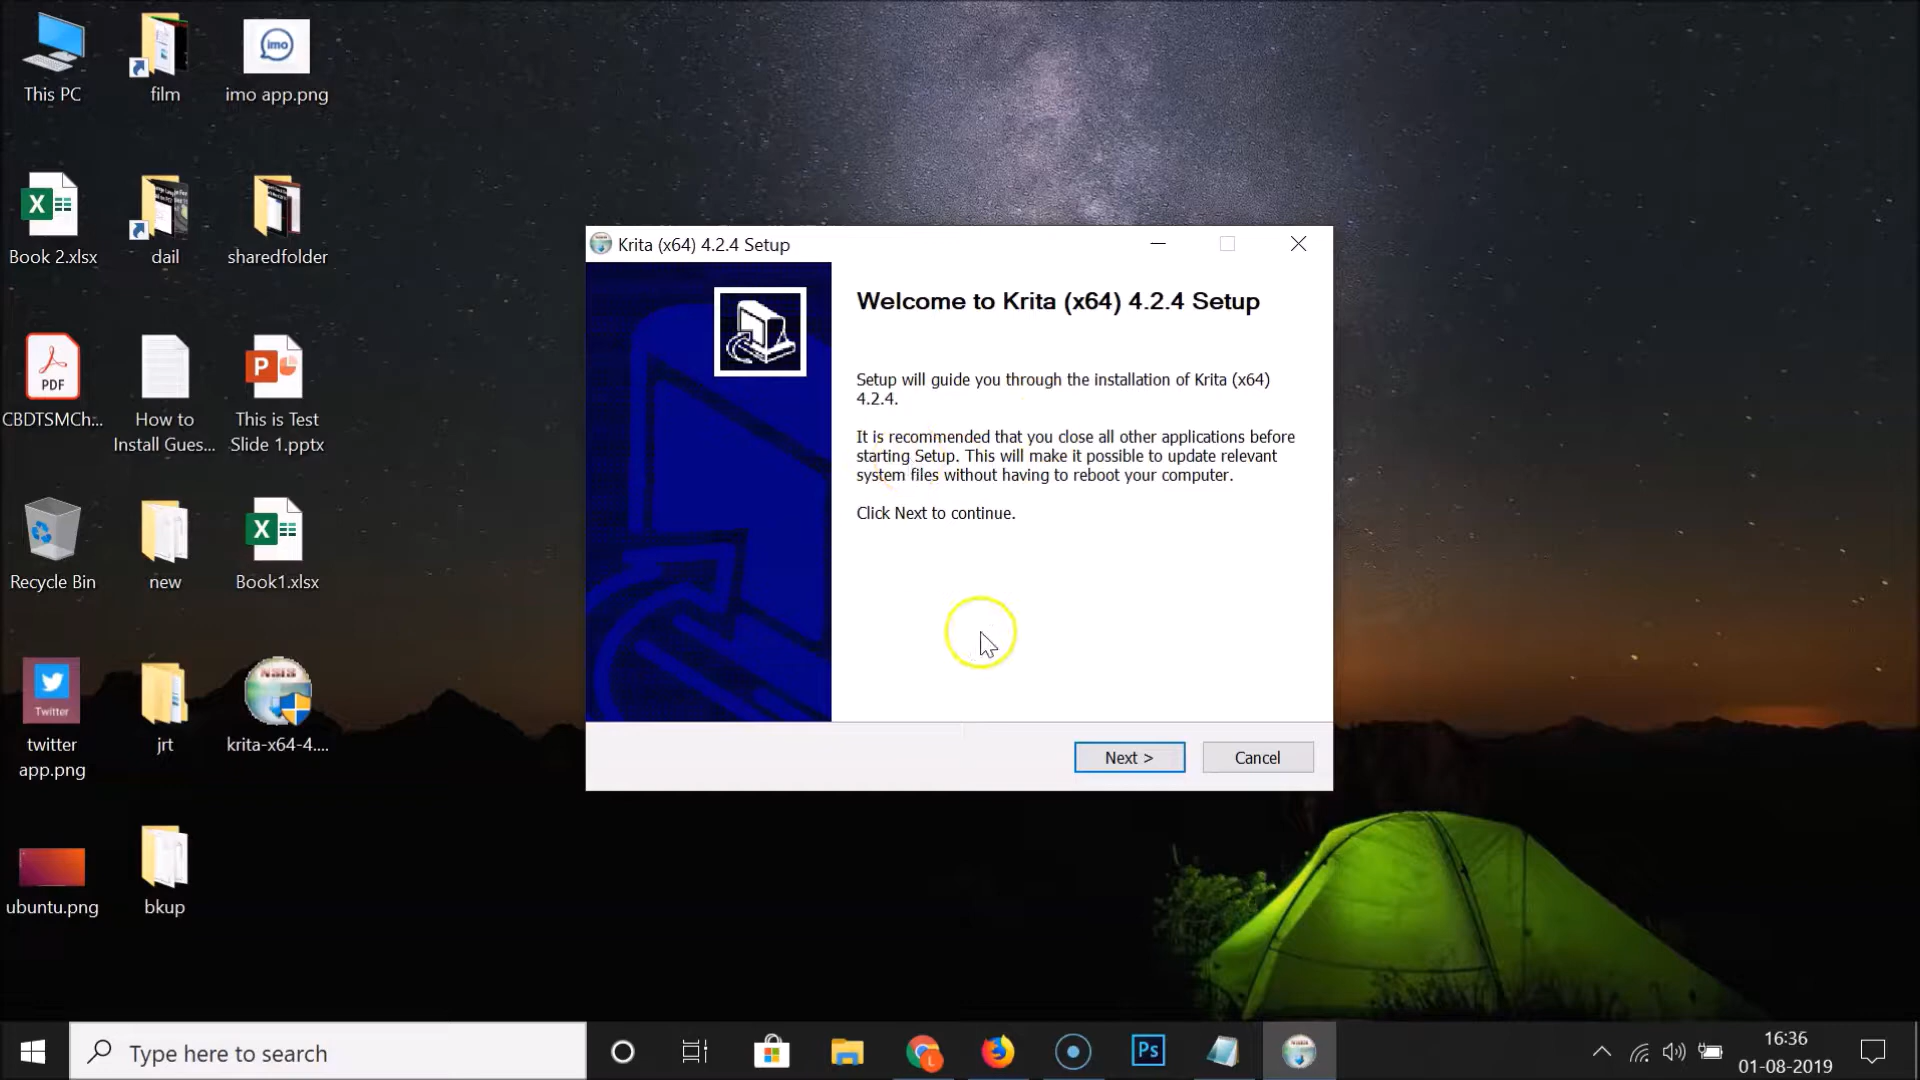 This PC
film
imo
imo app.png
Book 2.xlsx
dail
sharedfolder
PDF
CBDTSMCh...
How to
Install Gues...
P
This is Test
Slide 1.pptx
Recycle Bin
new
Book1.xlsx
Twitter
twitter
app.png
jrt
NSIS
krita-x64-4....
ubuntu.png
bkup
Krita (x64) 4.2.4 Setup
Welcome to Krita (x64) 4.2.4 Setup
Setup will guide you through the installation of Krita (x64)
4.2.4.
It is recommended that you close all other applications before
starting Setup. This will make it possible to update relevant
system files without having to reboot your computer.
Click Next to continue.
Next >
Cancel
Type here to search
L
Ps
16:36
01-08-2019